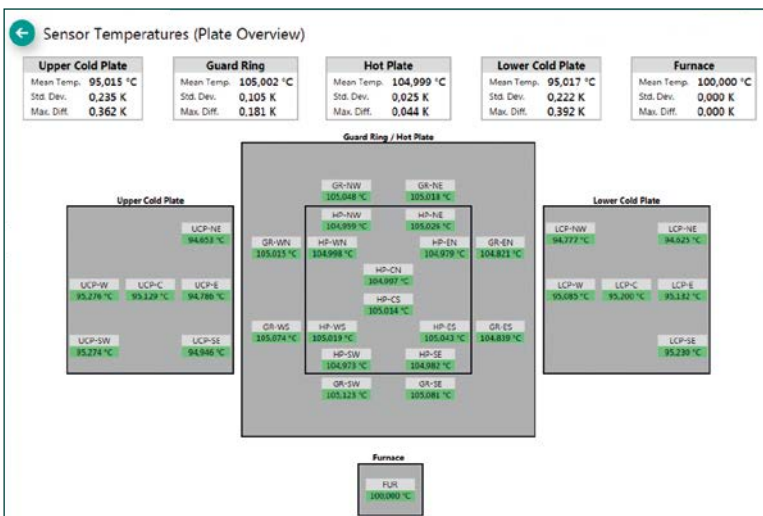 Sensor Temperatures (Plate Overview)
Upper Cold Plate
Mean Temp. 95,015 °C
Std. Dev. 0,235 K
Max. Diff. 0,362 K
Guard Ring
Mean Temp. 105,002 °C
Std. Dev. 0,105 K
Max. Diff. 0,181 K
Hot Plate
Mean Temp. 104,999 °C
Std. Dev. 0,025 K
Max. Diff. 0,044 K
Lower Cold Plate
Mean Temp. 95,017 °C
Std. Dev. 0,222 K
Max. Diff. 0,392 K
Furnace
Mean Temp. 100,000 °C
Std. Dev. 0,000 K
Max. Diff. 0,000 K
Upper Cold Plate
UCP-NE
94,653 °C
UCP-W
95,276 °C
UCP-C
95,129 °C
UCP-E
94,786 °C
UCP-SW
95,274 °C
UCP-SE
94,946 °C
Guard Ring / Hot Plate
GR-NW
105,048 °C
GR-NE
105,013 °C
HP-NW
104,999 °C
HP-NE
105,026 °C
GR-WN
105,015 °C
HP-WN
104,998 °C
HP-EN
104,979 °C
GR-EN
104,821 °C
HP-CN
104,997 °C
HP-CS
105,014 °C
GR-WS
105,074 °C
HP-WS
105,019 °C
HP-ES
105,043 °C
GR-ES
104,839 °C
HP-SW
104,973 °C
HP-SE
104,982 °C
GR-SW
105,123 °C
GR-SE
105,081 °C
Lower Cold Plate
LCP-NW
94,777 °C
LCP-NE
94,625 °C
LCP-W
95,085 °C
LCP-C
95,200 °C
LCP-E
95,132 °C
LCP-SE
95,230 °C
Furnace
FUR
100,000 °C